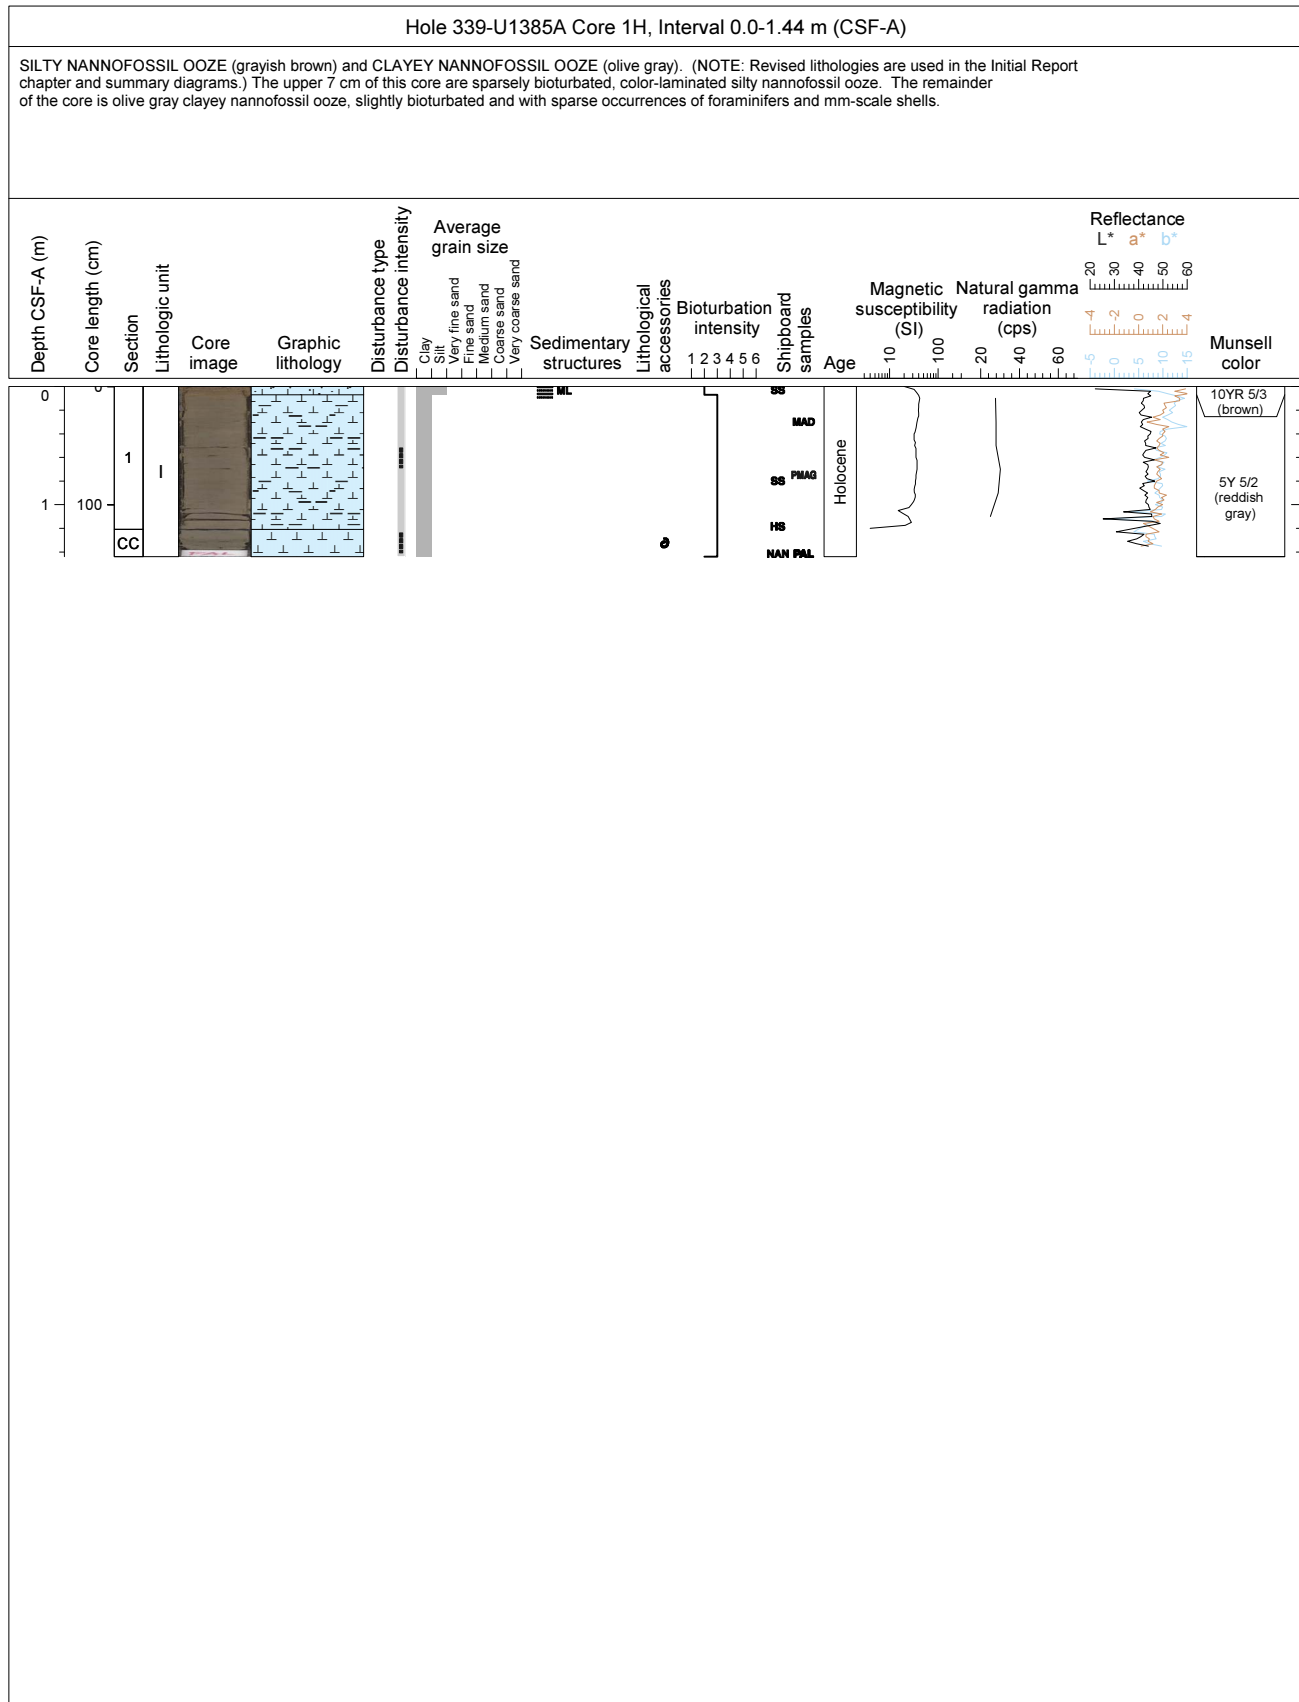 Hole 339-U1385A Core 1H, Interval 0.0-1.44 m (CSF-A)
SILTY NANNOFOSSIL OOZE (grayish brown) and CLAYEY NANNOFOSSIL OOZE (olive gray). (NOTE: Revised lithologies are used in the Initial Report
chapter and summary diagrams.) The upper 7 cm of this core are sparsely bioturbated, color-laminated silty nannofossil ooze. The remainder
of the core is olive gray clayey nannofossil ooze, slightly bioturbated and with sparse occurrences of foraminifers and mm-scale shells.
Depth CSF-A (m)
Core length (cm)
Section
Lithologic unit
Core
image
Graphic
lithology
Disturbance type
Disturbance intensity
Average
grain size
Clay
Silt
Very fine sand
Fine sand
Medium sand
Coarse sand
Very coarse sand
Sedimentary
structures
Lithological
accessories
Bioturbation
intensity
1 2 3 4 5 6
Shipboard
samples
Age
Magnetic
susceptibility
(SI)
10 100
Natural gamma
radiation
(cps)
20 40 60
Reflectance
L* a* b*
20 30 40 50 60
-4 -2 0 2 4
-5 0 5 10 15
Munsell
color
0
0
1
100
1
CC
I
PAL
ML
SS
MAD
SS PMAG
HS
NAN PAL
Holocene
10YR 5/3
(brown)
5Y 5/2
(reddish
gray)